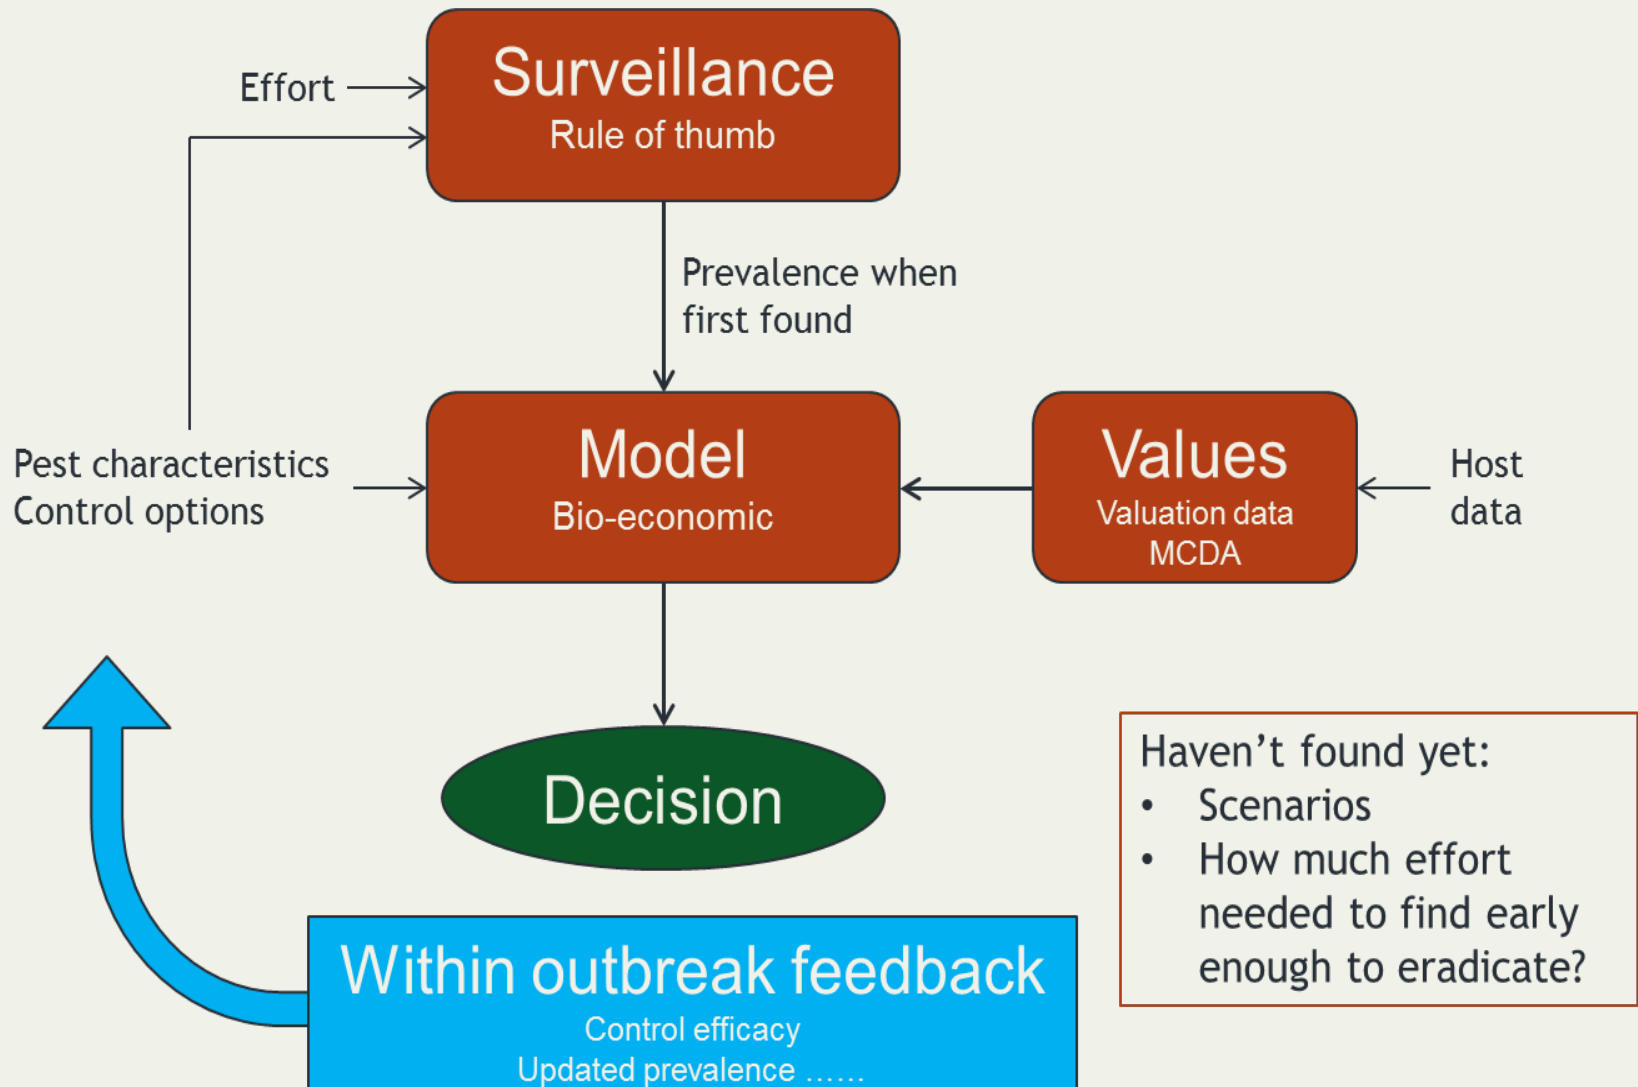 Surveillance
Rule of thumb
Effort
Prevalence when
first found
Pest characteristics
Control options
Model
Bio-economic
Values
Valuation data
MCDA
Host
data
Decision
Haven’t found yet:
• Scenarios
• How much effort
needed to find early
enough to eradicate?
Within outbreak feedback
Control efficacy
Updated prevalence ......